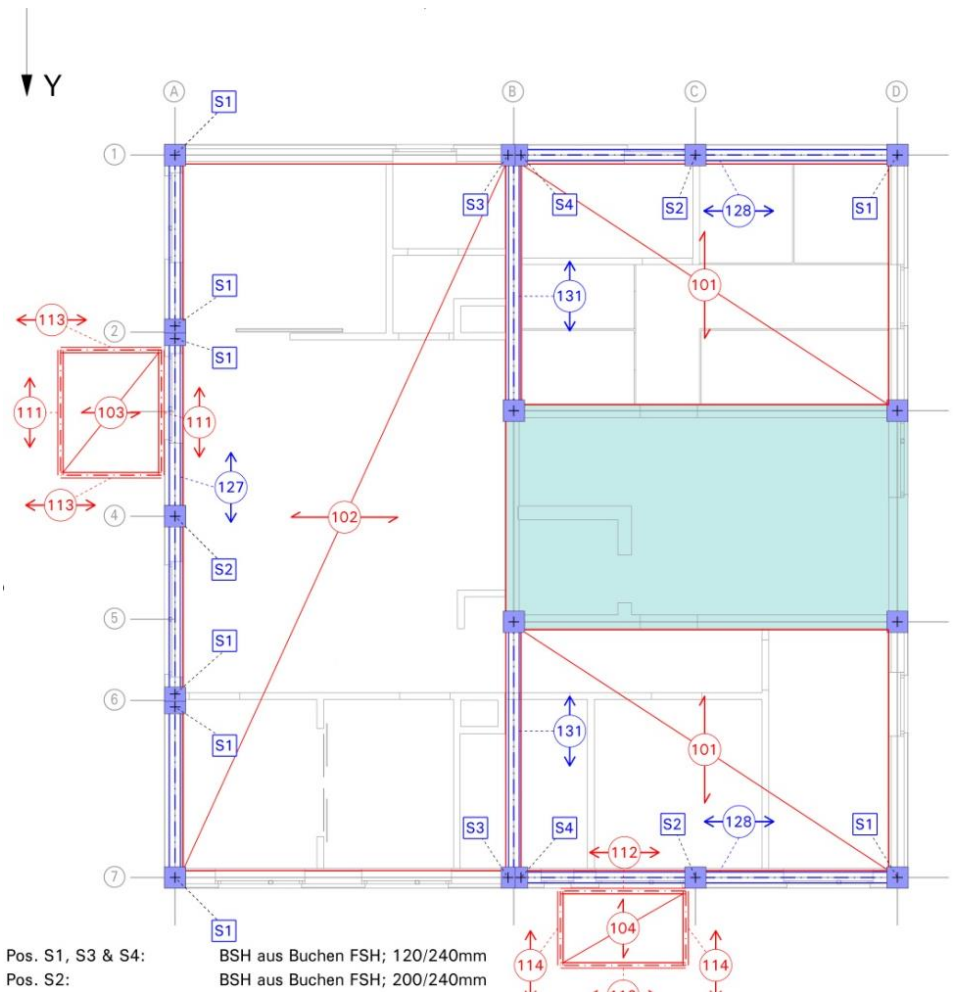 Y
A B C D
S1
1
S3 S4 S2 128 S1
S1 131 101
113 2
S1
111 103 111
127
113 102
4
S2
5
S1
6
131 101
S1
S3 S4 S2 128 S1
112
7
104
S1
Pos. S1, S3 & S4: BSH aus Buchen FSH; 120/240mm
114 114
Pos. S2: BSH aus Buchen FSH; 200/240mm